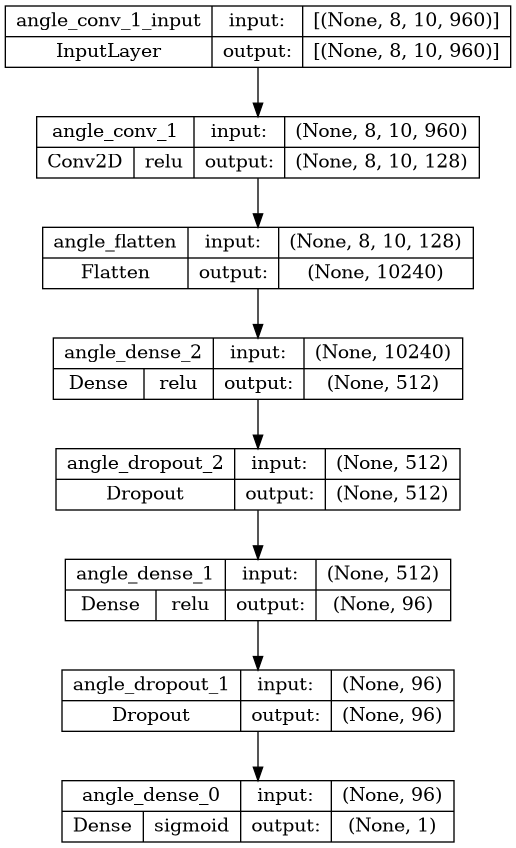 angle_conv_1_input input: [(None, 8, 10, 960)]
InputLayer output: [(None, 8, 10, 960)]
angle_conv_1 input: (None, 8, 10, 960)
Conv2D relu output: (None, 8, 10, 128)
angle_flatten input: (None, 8, 10, 128)
Flatten output: (None, 10240)
angle_dense_2 input: (None, 10240)
Dense relu output: (None, 512)
angle_dropout_2 input: (None, 512)
Dropout output: (None, 512)
angle_dense_1 input: (None, 512)
Dense relu output: (None, 96)
angle_dropout_1 input: (None, 96)
Dropout output: (None, 96)
angle_dense_0 input: (None, 96)
Dense sigmoid output: (None, 1)